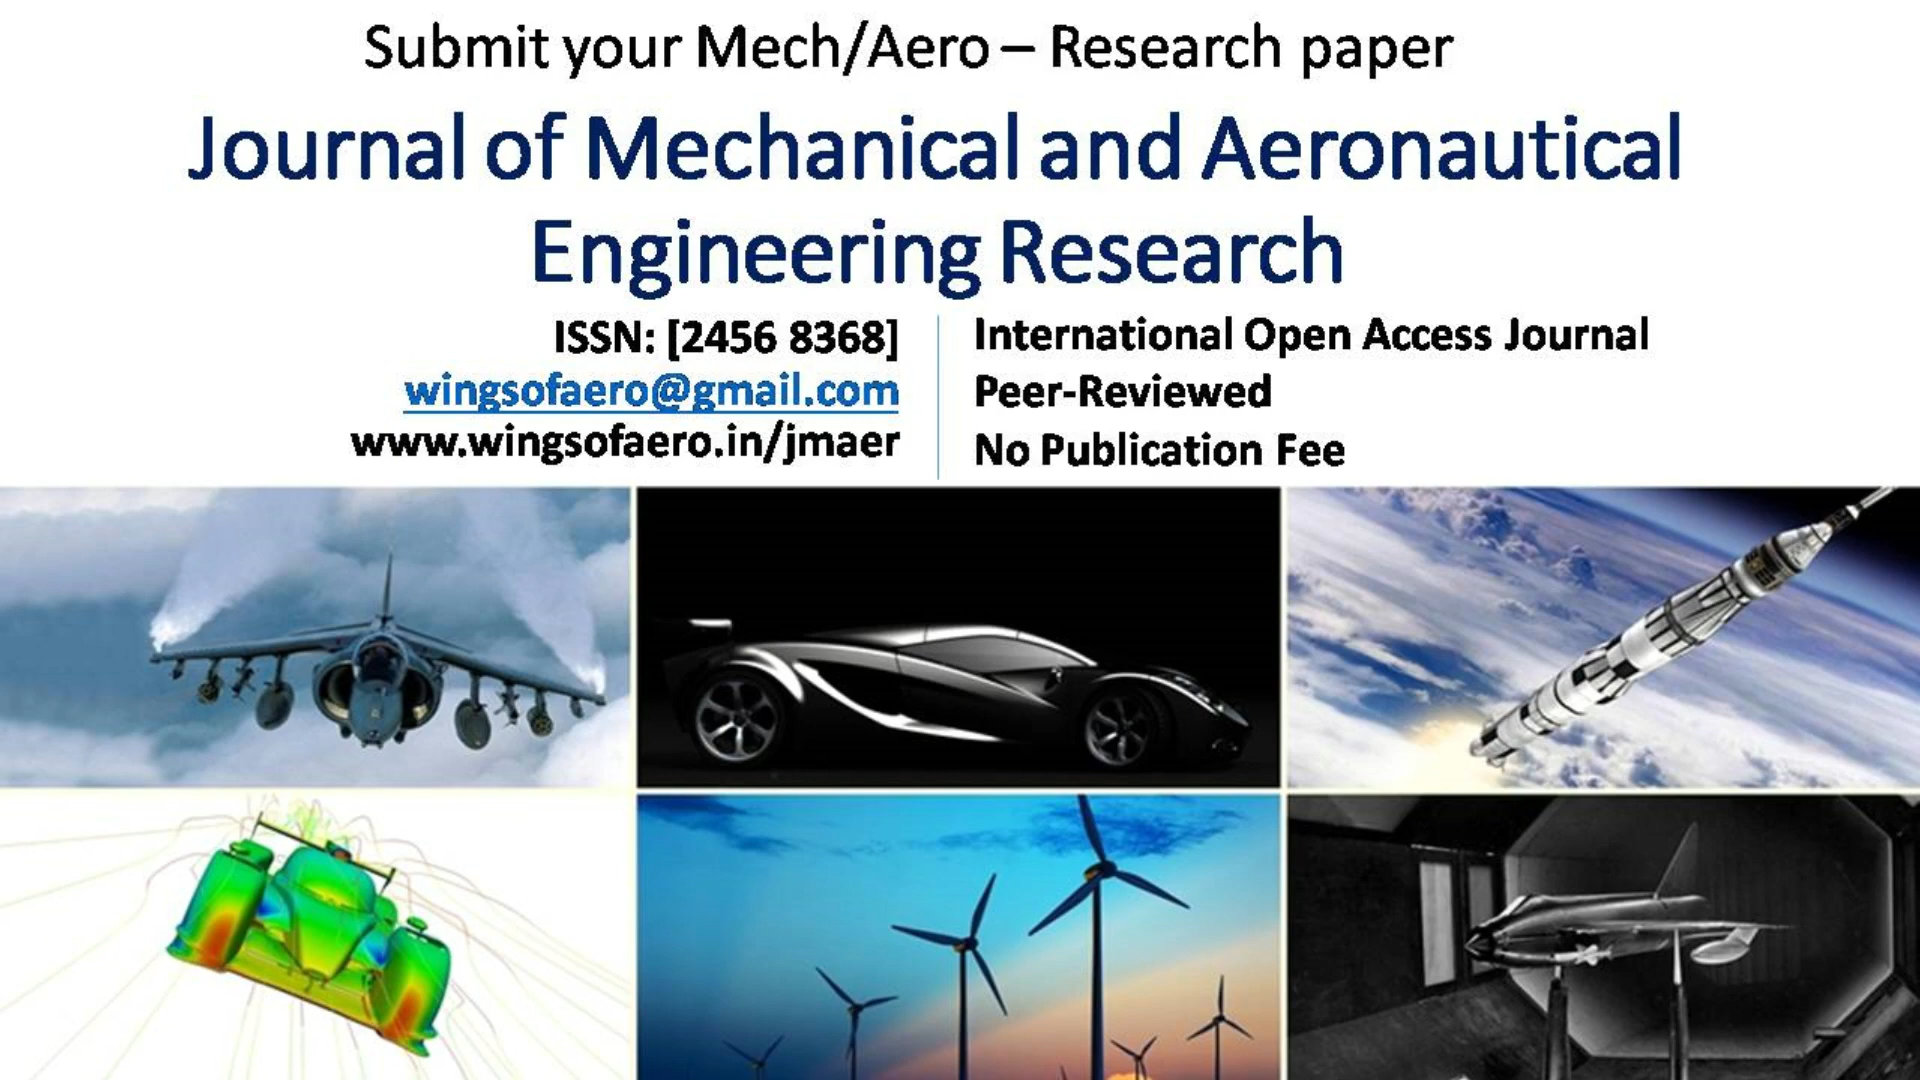 Submit your Mech/Aero – Research paper
Journal of Mechanical and Aeronautical
Engineering Research
ISSN: [2456 8368]
wingsofaero@gmail.com
www.wingsofaero.in/jmaer
International Open Access Journal
Peer-Reviewed
No Publication Fee